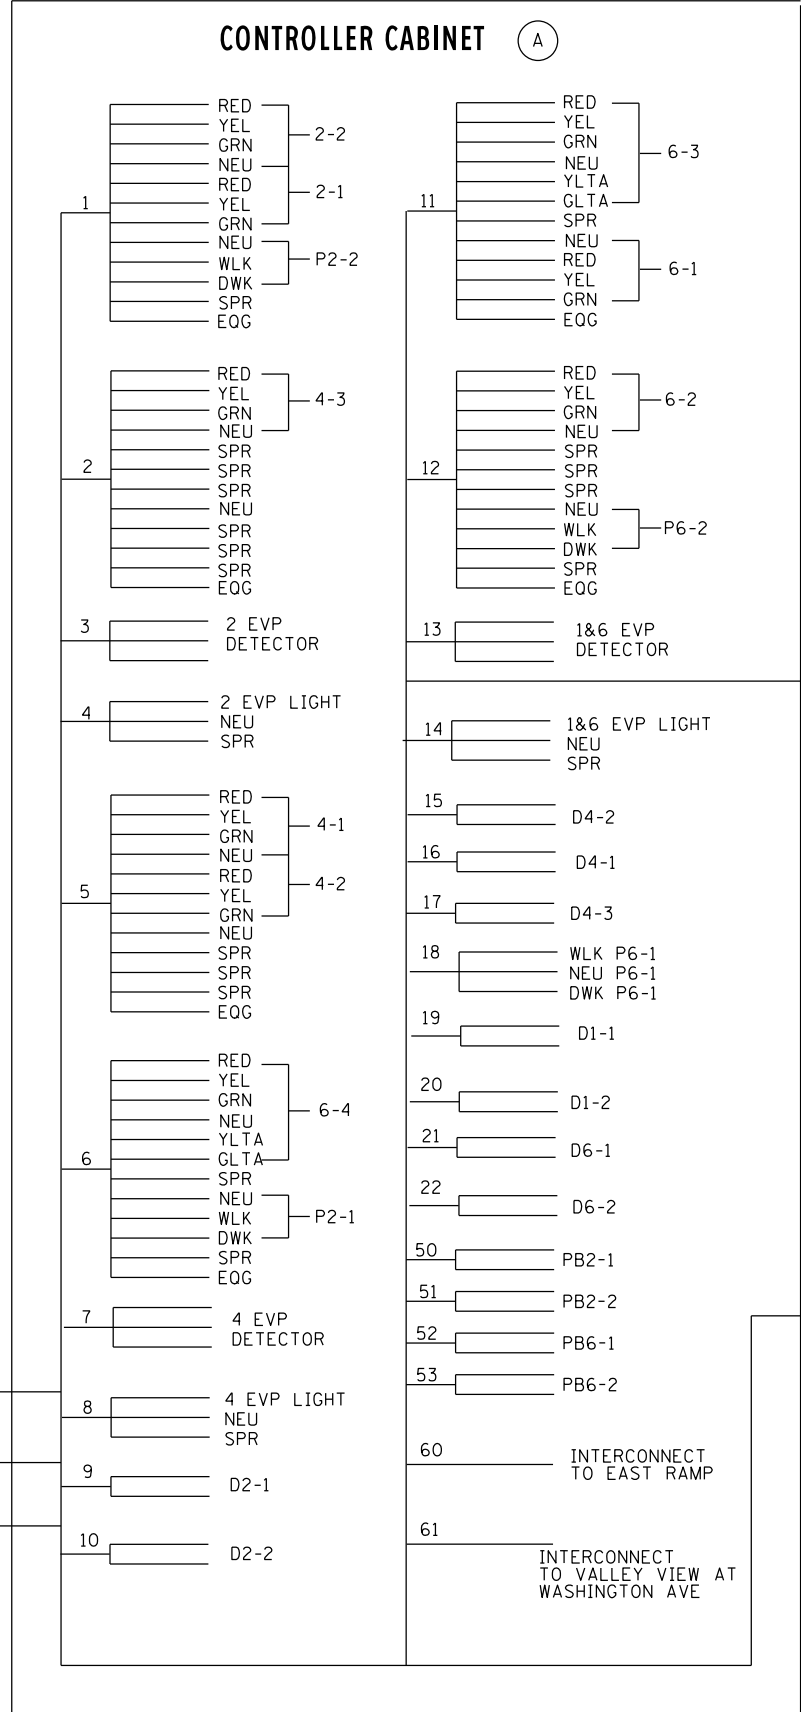 CONTROLLER CABINET A
1
RED
YEL
GRN
NEU
RED
YEL
GRN
NEU
WLK
DWK
SPR
EQG
2-2
2-1
P2-2
2
RED
YEL
GRN
NEU
SPR
SPR
SPR
NEU
SPR
SPR
SPR
EQG
4-3
3
2 EVP
DETECTOR
4
2 EVP LIGHT
NEU
SPR
5
RED
YEL
GRN
NEU
RED
YEL
GRN
NEU
SPR
SPR
SPR
EQG
4-1
4-2
6
RED
YEL
GRN
NEU
YLTA
GLTA
SPR
NEU
WLK
DWK
SPR
EQG
6-4
P2-1
7
4 EVP
DETECTOR
8
4 EVP LIGHT
NEU
SPR
9
D2-1
10
D2-2
11
RED
YEL
GRN
NEU
YLTA
GLTA
SPR
NEU
RED
YEL
GRN
EQG
6-3
6-1
12
RED
YEL
GRN
NEU
SPR
SPR
SPR
NEU
WLK
DWK
SPR
EQG
6-2
P6-2
13
1&6 EVP
DETECTOR
14
1&6 EVP LIGHT
NEU
SPR
15
D4-2
16
D4-1
17
D4-3
18
WLK P6-1
NEU P6-1
DWK P6-1
19
D1-1
20
D1-2
21
D6-1
22
D6-2
50
PB2-1
51
PB2-2
52
PB6-1
53
PB6-2
60
INTERCONNECT
TO EAST RAMP
61
INTERCONNECT
TO VALLEY VIEW AT
WASHINGTON AVE